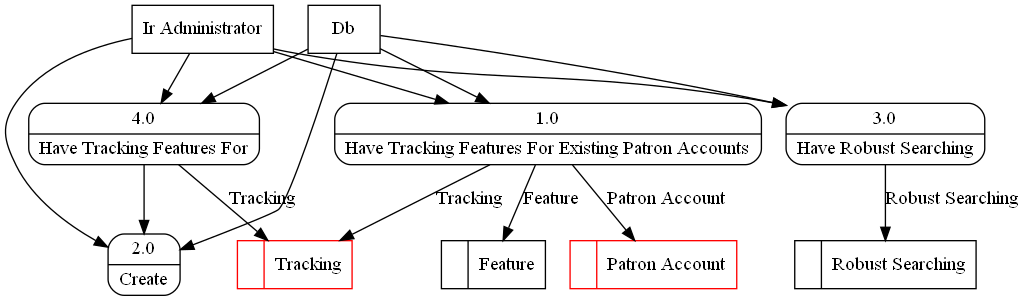 Ir Administrator
Db
4.0
Have Tracking Features For
1.0
Have Tracking Features For Existing Patron Accounts
3.0
Have Robust Searching
Tracking
Tracking
Feature
Patron Account
Robust Searching
2.0
Create
Tracking
Feature
Patron Account
Robust Searching